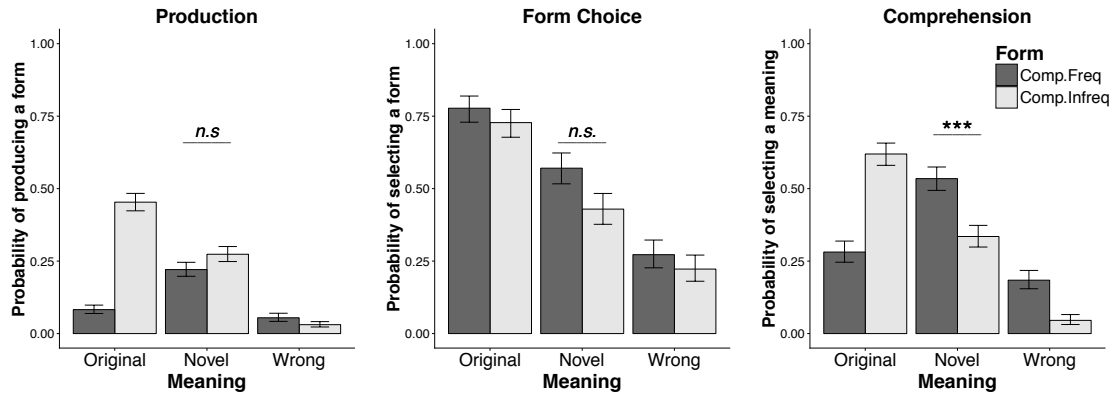 Production
Probability of producing a form
1.00
0.75
0.50
0.25
0.00
n.s
Original Novel Wrong
Meaning
Form Choice
Probability of selecting a form
1.00
0.75
0.50
0.25
0.00
n.s.
Original Novel Wrong
Meaning
Comprehension
Probability of selecting a meaning
1.00
0.75
0.50
0.25
0.00
***
Form
Comp.Freq
Comp.Infreq
Original Novel Wrong
Meaning